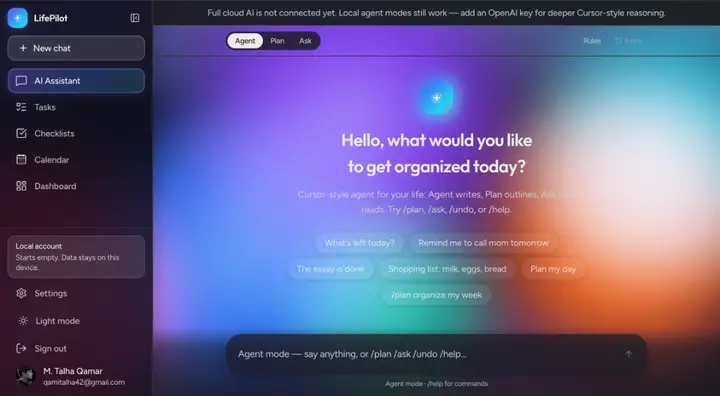 LifePilot
New chat
AI Assistant
Tasks
Checklists
Calendar
Dashboard
Local account
Starts empty. Data stays on this
device.
Settings
Light mode
Sign out
M. Talha Qamar
qamitalha42@gmail.com
Full cloud AI is not connected yet. Local agent modes still work — add an OpenAI key for deeper Cursor-style reasoning.
Agent Plan Ask
Rules
Hello, what would you like
to get organized today?
Cursor-style agent for your life: Agent writes, Plan outlines, Ask
reads. Try /plan, /ask, /undo, or /help.
What's left today? Remind me to call mom tomorrow
The essay is done Shopping list: milk, eggs, bread Plan my day
/plan organize my week
Agent mode — say anything, or /plan /ask /undo /help...
Agent mode · /help for commands